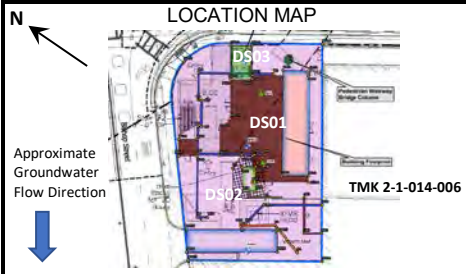 N
LOCATION MAP
DS03
Pedestrian Walkway
Bridge Column
DS01
Building Footprint
Approximate
Groundwater
Flow Direction
DS02
TMK 2-1-014-006